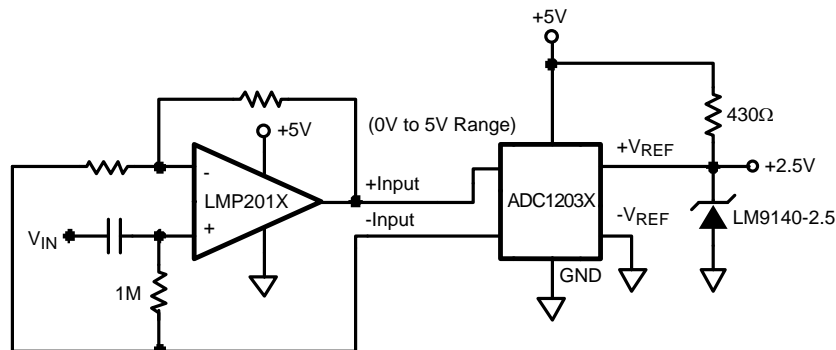 +5V
+5V
(0V to 5V Range)
430Ω
-
LMP201X
+
+Input
-Input
ADC1203X
+VREF
-VREF
+2.5V
LM9140-2.5
VIN
1M
GND